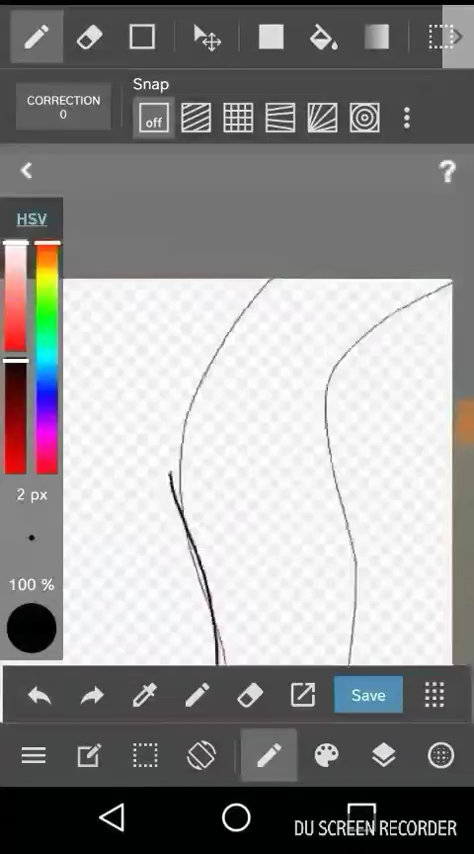 Snap
CORRECTION
0
off
?
HSV
2 px
100 %
Save
DU SCREEN RECORDER